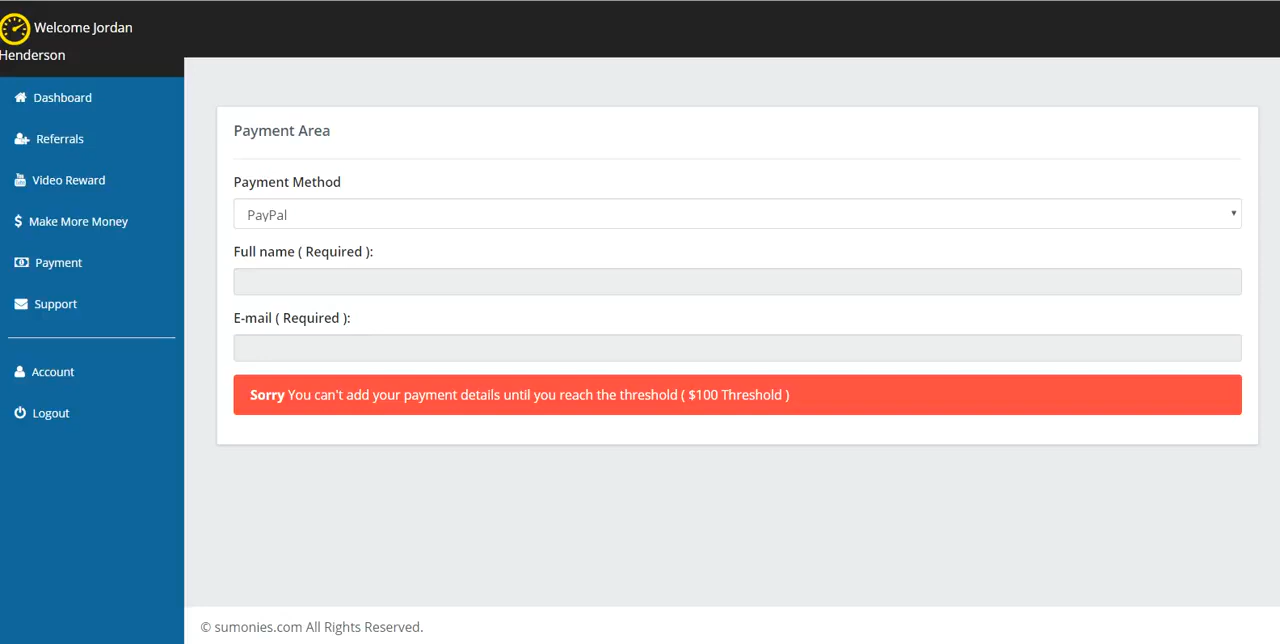 Welcome Jordan
Henderson
Dashboard
Referrals
Video Reward
Make More Money
Payment
Support
Account
Logout
Payment Area
Payment Method
PayPal
Full name ( Required ):
E-mail ( Required ):
Sorry You can't add your payment details until you reach the threshold ( $100 Threshold )
© sumonies.com All Rights Reserved.